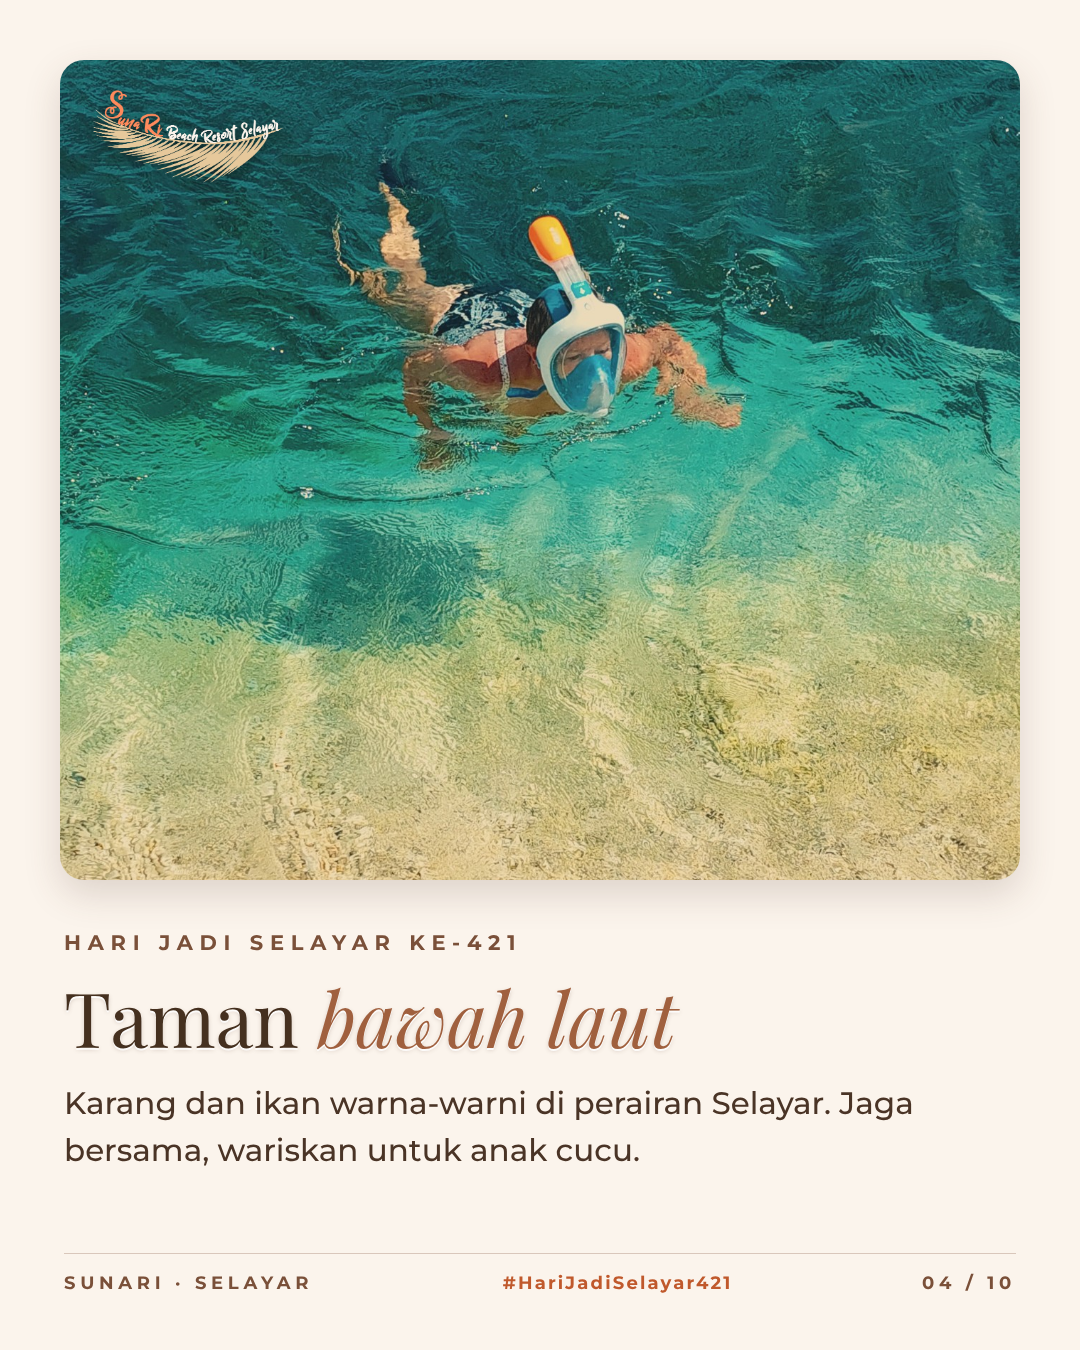 SunaRi Beach Resort Selayar
HARI JADI SELAYAR KE-421
Taman bawah laut
Karang dan ikan warna-warni di perairan Selayar. Jaga
bersama, wariskan untuk anak cucu.
SUNARI · SELAYAR
#HariJadiSelayar421
04 / 10